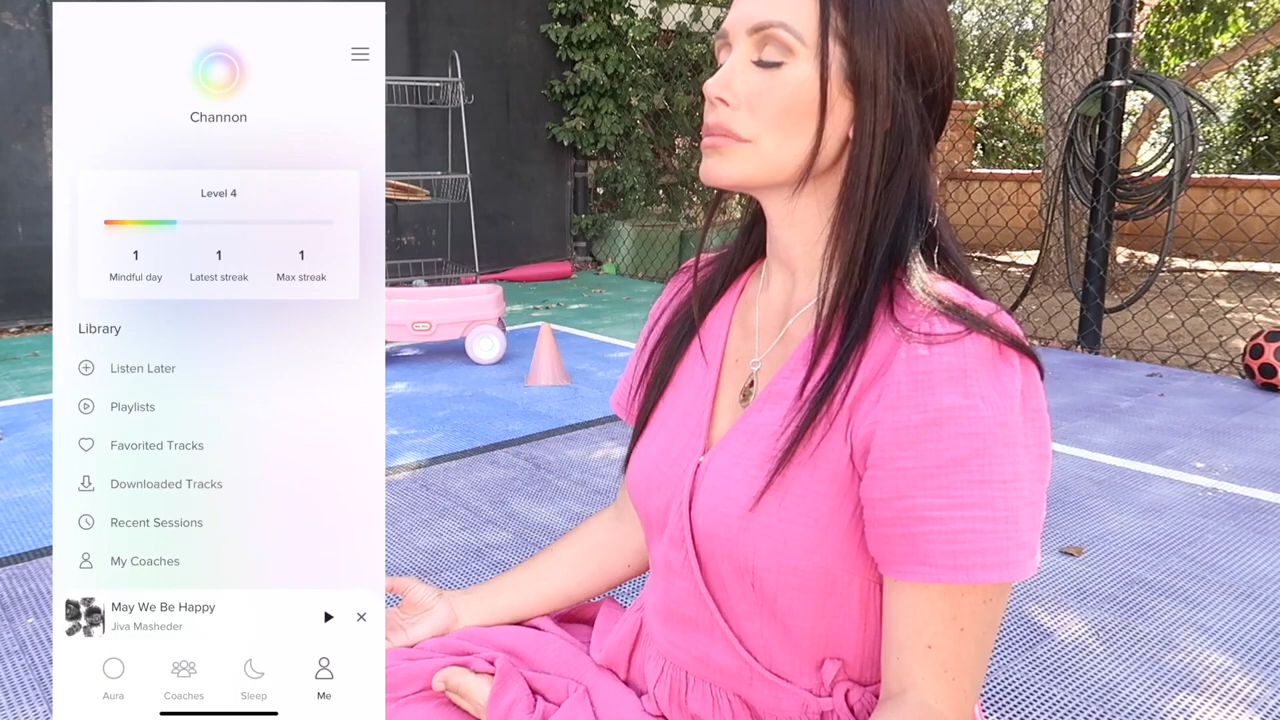 Channon
Level 4
1 1 1
Mindful day Latest streak Max streak
Library
Listen Later
Playlists
Favorited Tracks
Downloaded Tracks
Recent Sessions
My Coaches
May We Be Happy
Jiva Masheder
Aura Coaches Sleep Me